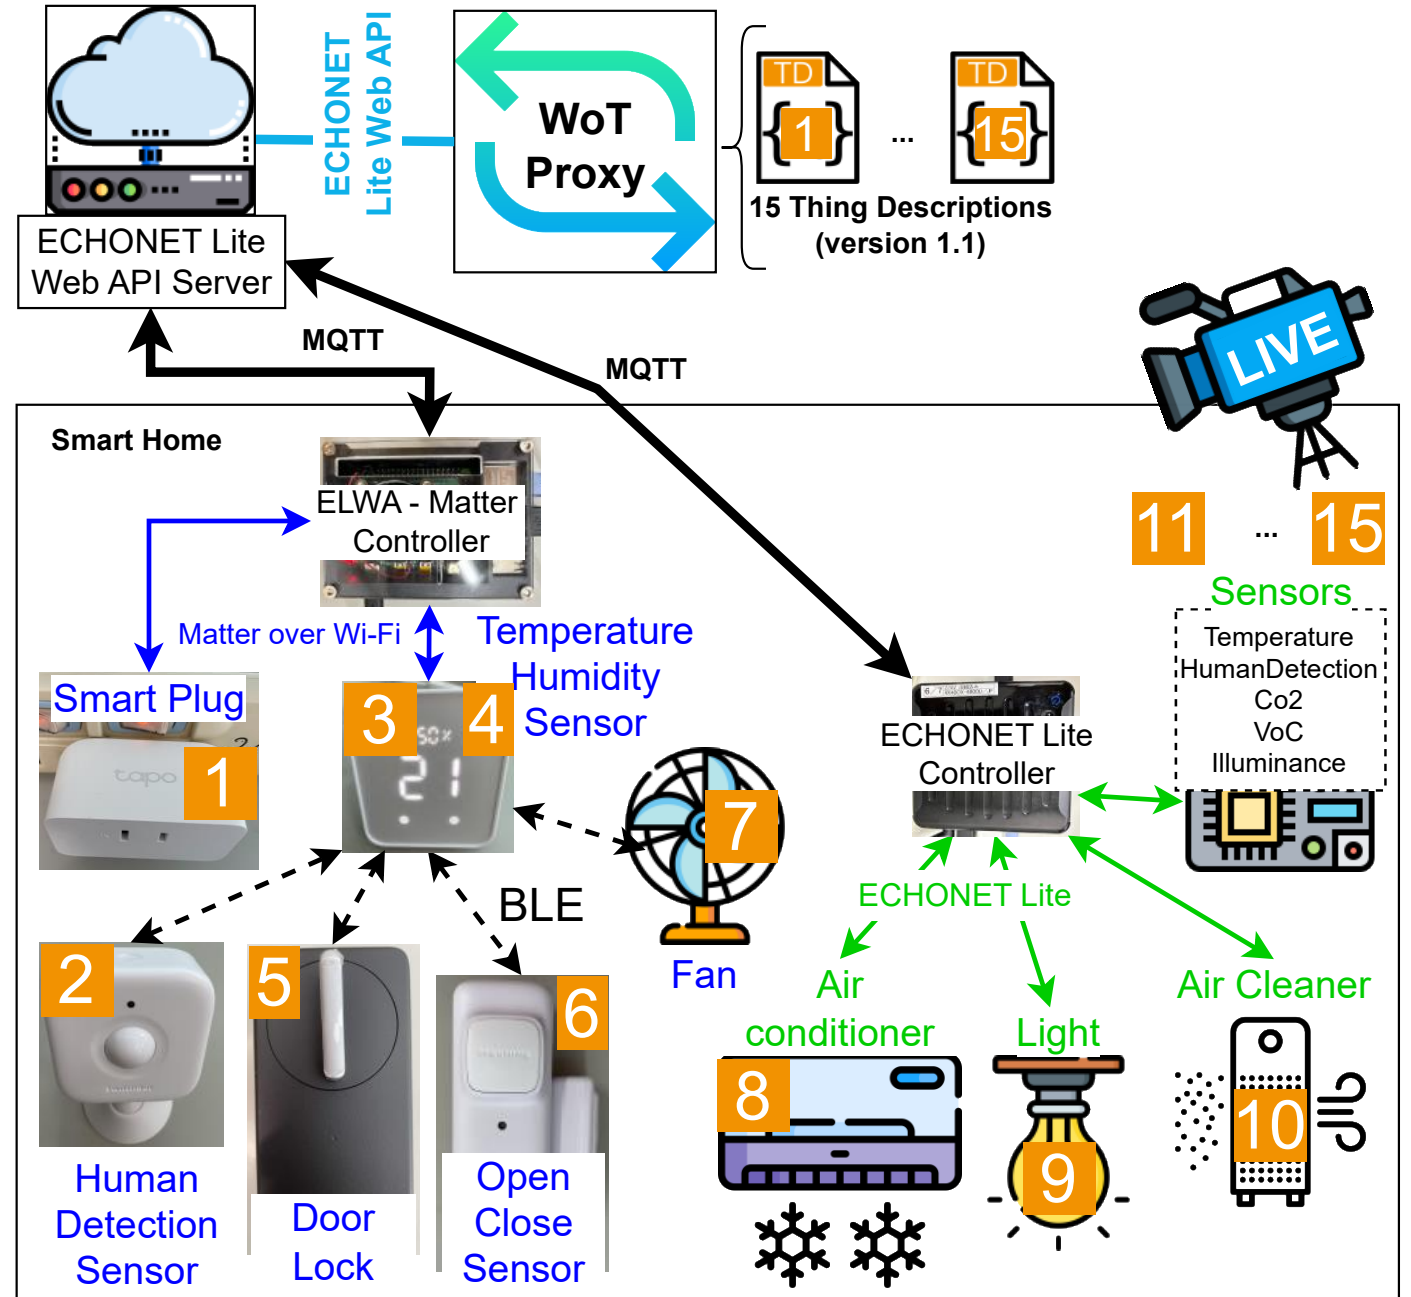 ECHONET
Lite Web API
WoT
Proxy
TD
{1}
...
TD
{15}
15 Thing Descriptions
(version 1.1)
ECHONET Lite
Web API Server
MQTT
MQTT
LIVE
Smart Home
ELWA - Matter
Controller
11
...
15
Sensors
Temperature
HumanDetection
Co2
VoC
Illuminance
Matter over Wi-Fi
Temperature
Humidity
Sensor
Smart Plug
1
tapo
3
4
50%
21
ECHONET Lite
Controller
7
Fan
BLE
ECHONET Lite
2
Human
Detection
Sensor
5
Door
Lock
6
Open
Close
Sensor
Air
conditioner
8
Light
9
Air Cleaner
10